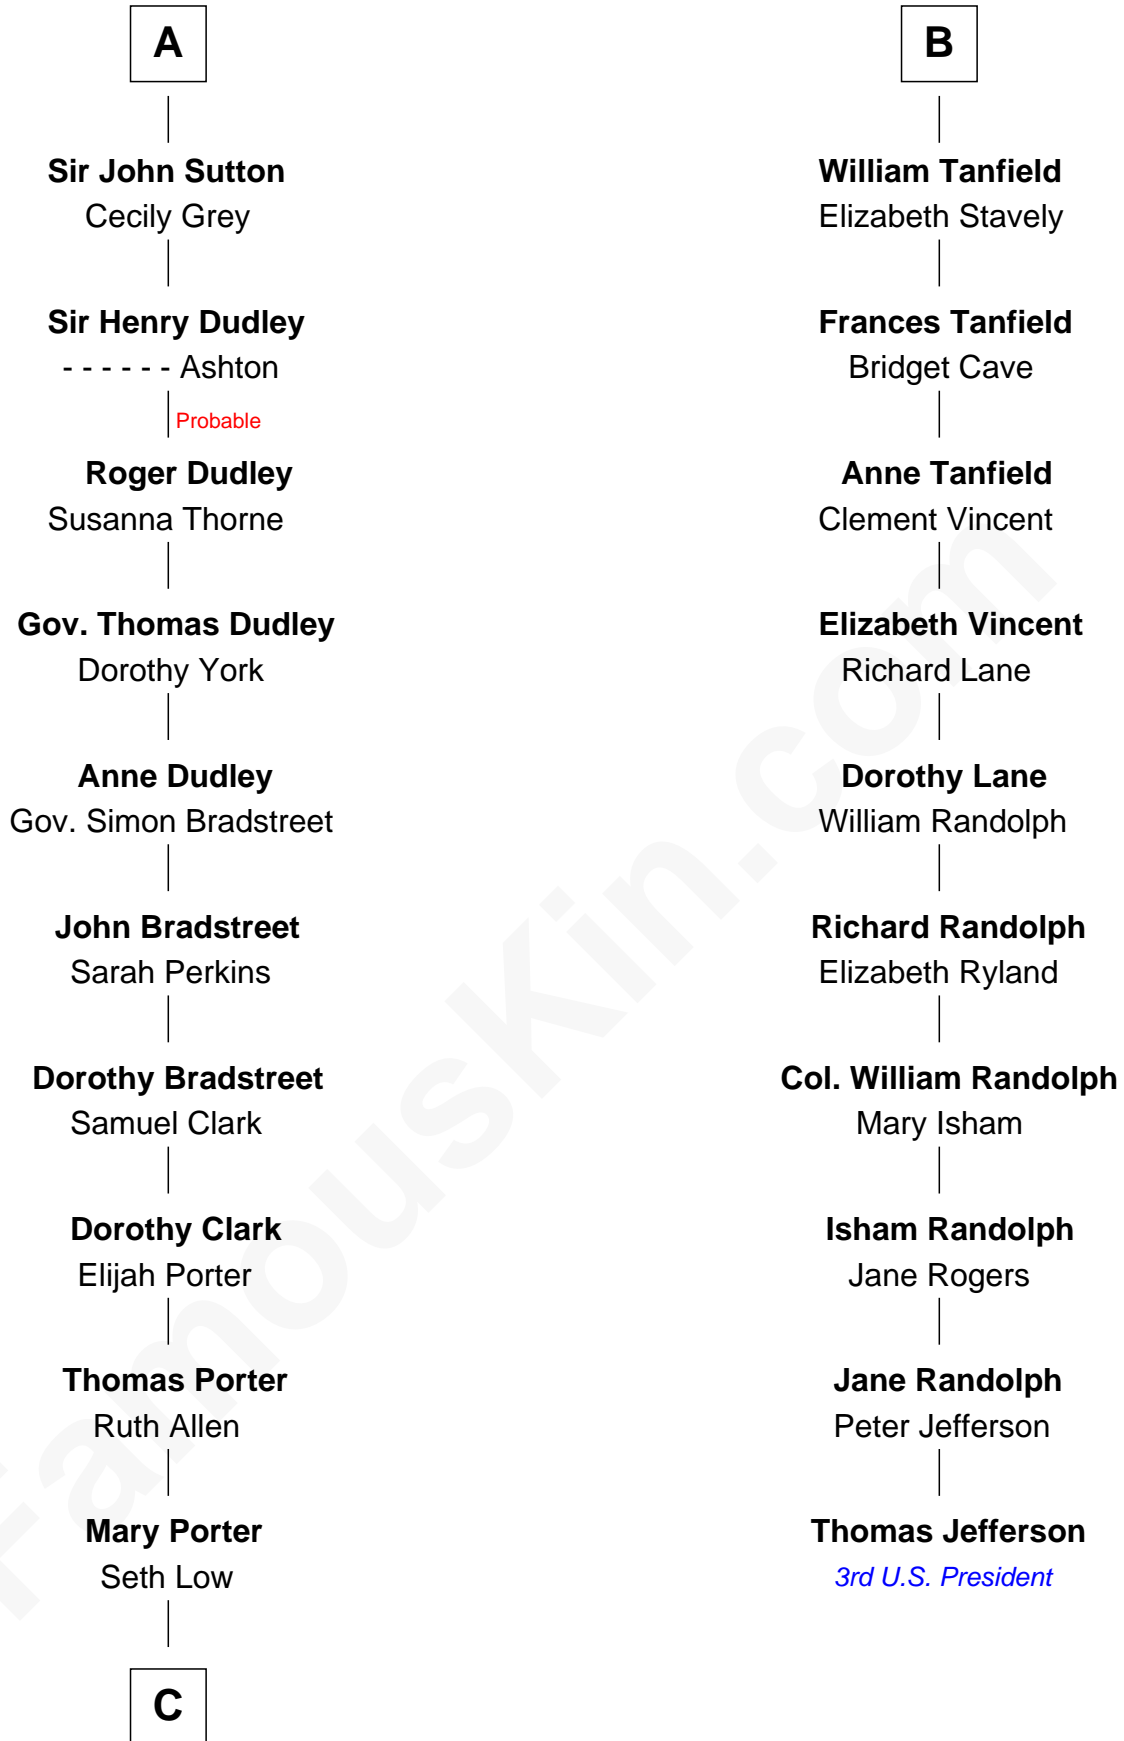 A
Sir John Sutton
Cecily Grey
Sir Henry Dudley
- - - - - - Ashton
Probable
Roger Dudley
Susanna Thorne
Gov. Thomas Dudley
Dorothy York
Anne Dudley
Gov. Simon Bradstreet
John Bradstreet
Sarah Perkins
Dorothy Bradstreet
Samuel Clark
Dorothy Clark
Elijah Porter
Thomas Porter
Ruth Allen
Mary Porter
Seth Low
C
B
William Tanfield
Elizabeth Stavely
Frances Tanfield
Bridget Cave
Anne Tanfield
Clement Vincent
Elizabeth Vincent
Richard Lane
Dorothy Lane
William Randolph
Richard Randolph
Elizabeth Ryland
Col. William Randolph
Mary Isham
Isham Randolph
Jane Rogers
Jane Randolph
Peter Jefferson
Thomas Jefferson
3rd U.S. President
FamousKin.com